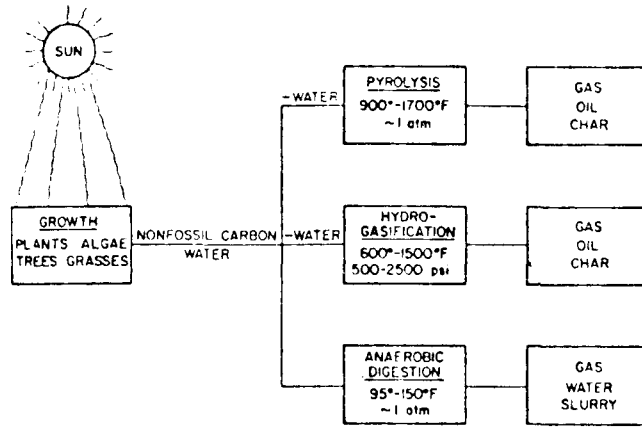 SUN
GROWTH
PLANTS ALGAE
TREES GRASSES
NONFOSSIL CARBON
WATER
-WATER
PYROLYSIS
900°-1700°F
~1 atm
GAS
OIL
CHAR
-WATER
HYDRO-
GASIFICATION
600°-1500°F
500-2500 psi
GAS
OIL
CHAR
ANAEROBIC
DIGESTION
95°-150°F
~1 atm
GAS
WATER
SLURRY